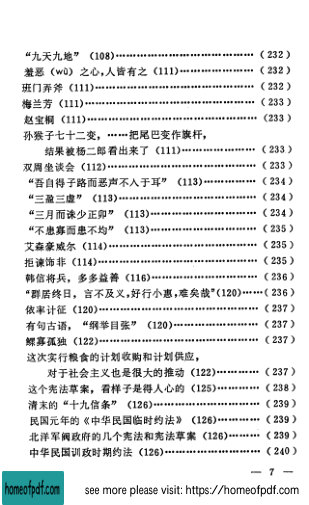 “九天九地” (108)……………………………………(232)
羞恶 (wù) 之心,人皆有之 (111)……………………(232)
班门弄斧 (111)……………………………………………(232)
梅兰芳 (111)………………………………………………(233)
赵宝桐 (111)………………………………………………(233)
孙猴子七十二变,……把尾巴变作旗杆,
结果被杨二郎看出来了 (111)……………………(233)
双周坐谈会 (112)…………………………………………(233)
“吾自得子路而恶声不入于耳” (113)………………(234)
“三盈三虚” (113)………………………………………(234)
“三月而诛少正卯” (113)………………………………(234)
“不患寡而患不均” (113)………………………………(235)
艾森豪威尔 (114)…………………………………………(235)
拒谏饰非 (114)……………………………………………(235)
韩信将兵，多多益善 (116)………………………………(236)
“群居终日，言不及义,好行小惠,难矣哉”(120)……(236)
依率计征 (120)……………………………………………(237)
有句古语，“纲举目张” (120)…………………………(237)
鳏寡孤独 (122)……………………………………………(237)
这次实行粮食的计划收购和计划供应,
对于社会主义也是很大的推动 (122)…………(237)
这个宪法草案，看样子是得人心的 (125)…………(238)
清末的“十九信条” (126)………………………………(239)
民国元年的《中华民国临时约法》 (126)…………(239)
北洋军阀政府的几个宪法和宪法草案 (126)………(239)
中华民国训政时期约法 (126)…………………………(240)
— 7 —
homeofpdf.com
see more please visit: https://homeofpdf.com